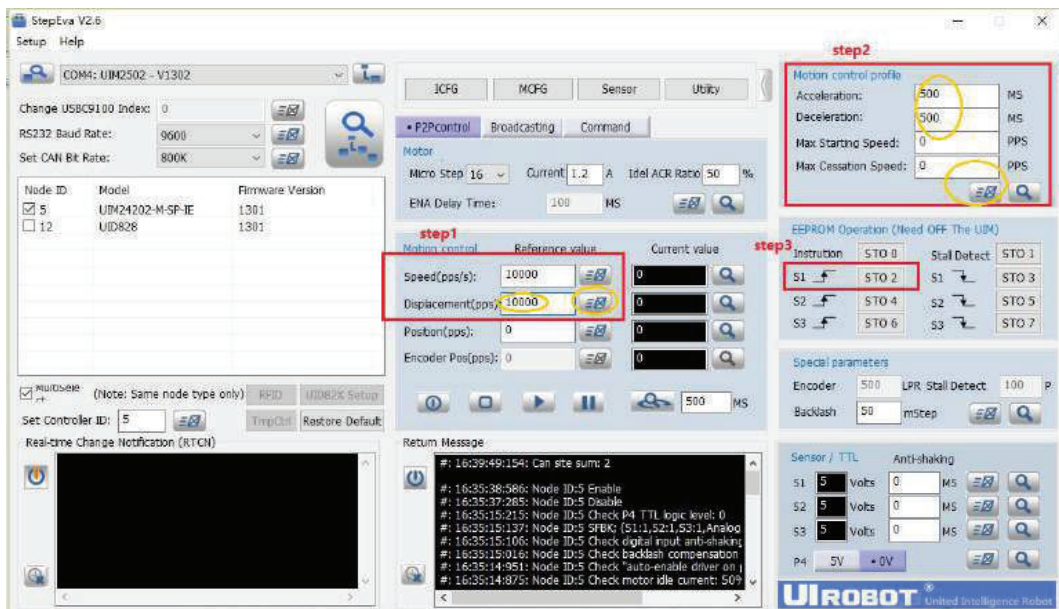 StepEva V2.6
Setup Help
COM4: UIM2502 - V1302
Change USBC9100 Index: 0
RS232 Baud Rate: 9600
Set CAN Bit Rate: 800K
Node ID Model Firmware Version
5 UIM24202-M-SP-IE 1301
12 UID828 1301
(Note: Same node type only) RFID UID82X Setup
Set Controller ID: 5 TmpCtrl Restore Default
Real-time Change Notification (RTCN)
ICFG MCFG Sensor Utility
• P2Pcontrol Broadcasting Command
Motor
Micro Step 16 Current 1.2 A Idel ACR Ratio 50 %
ENA Delay Time: 100 MS
step1
Motion control Reference value Current value
Speed(pps/s): 10000 0
Displacement(pps): 10000 0
Position(pps): 0 0
Encoder Pos(pps): 0 0
500 MS
Return Message
#: 16:39:49:154: Can site sum: 2
#: 16:35:38:586: Node ID:5 Enable
#: 16:35:37:285: Node ID:5 Disable
#: 16:35:15:215: Node ID:5 Check P4 TTL logic level: 0
#: 16:35:15:137: Node ID:5 SFBK: (S1:1,S2:1,S3:1,Analog
#: 16:35:15:106: Node ID:5 Check digital input anti-shaking
#: 16:35:15:016: Node ID:5 Check backlash compensation
#: 16:35:14:951: Node ID:5 Check "auto-enable driver on
#: 16:35:14:875: Node ID:5 Check motor idle current: 50%
step2
Motion control profile
Acceleration: 500 MS
Deceleration: 500 MS
Max Starting Speed: 0 PPS
Max Cessation Speed: 0 PPS
EEPROM Operation (Need OFF The UIM)
step3
Instrution STO 0 Stall Detect STO 1
S1 STO 2 S1 STO 3
S2 STO 4 S2 STO 5
S3 STO 6 S3 STO 7
Special parameters
Encoder 500 LPR Stall Detect 100 P
Backlash 50 mStep
Sensor / TTL Anti-shaking
S1 5 Volts 0 MS
S2 5 Volts 0 MS
S3 5 Volts 0 MS
P4 5V • 0V
UIROBOT® United Intelligence Robot